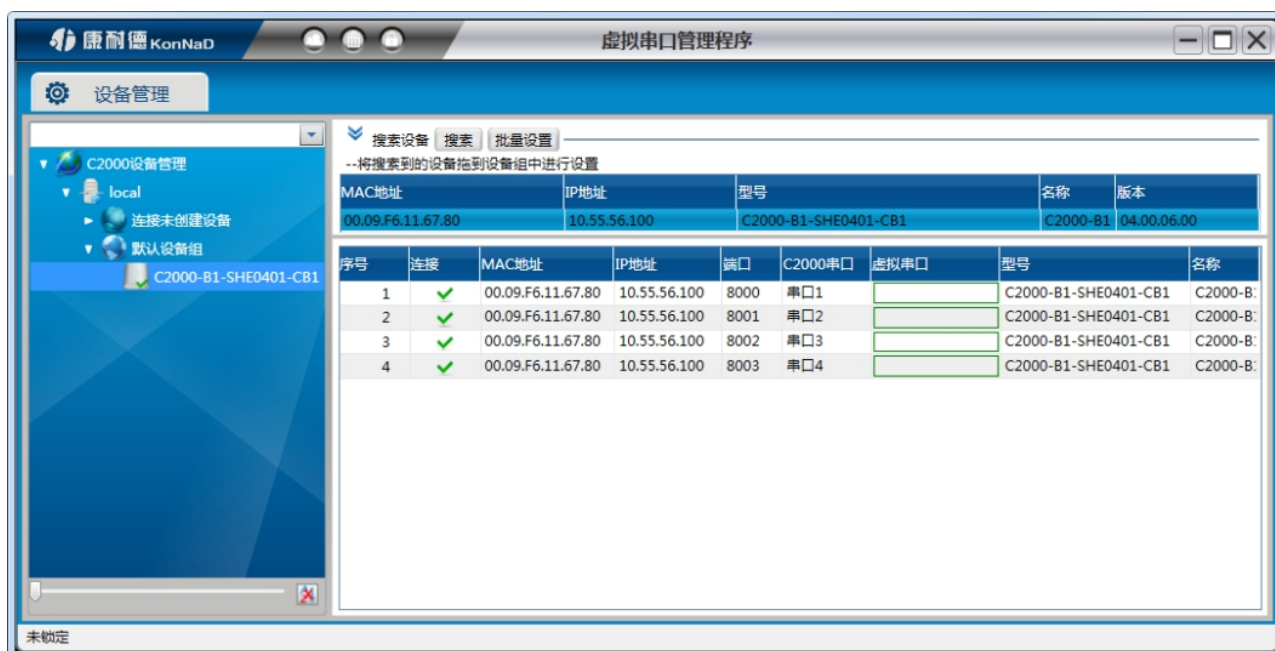 康耐德 KonNaD
虚拟串口管理程序
设备管理
搜索设备 搜索 批量设置
--将搜索到的设备拖到设备组中进行设置
C2000设备管理
local
连接未创建设备
默认设备组
C2000-B1-SHE0401-CB1
MAC地址 IP地址 型号 名称 版本
00.09.F6.11.67.80 10.55.56.100 C2000-B1-SHE0401-CB1 C2000-B1 04.00.06.00
序号 连接 MAC地址 IP地址 端口 C2000串口 虚拟串口 型号 名称
1 00.09.F6.11.67.80 10.55.56.100 8000 串口1 C2000-B1-SHE0401-CB1 C2000-B
2 00.09.F6.11.67.80 10.55.56.100 8001 串口2 C2000-B1-SHE0401-CB1 C2000-B
3 00.09.F6.11.67.80 10.55.56.100 8002 串口3 C2000-B1-SHE0401-CB1 C2000-B
4 00.09.F6.11.67.80 10.55.56.100 8003 串口4 C2000-B1-SHE0401-CB1 C2000-B
未锁定